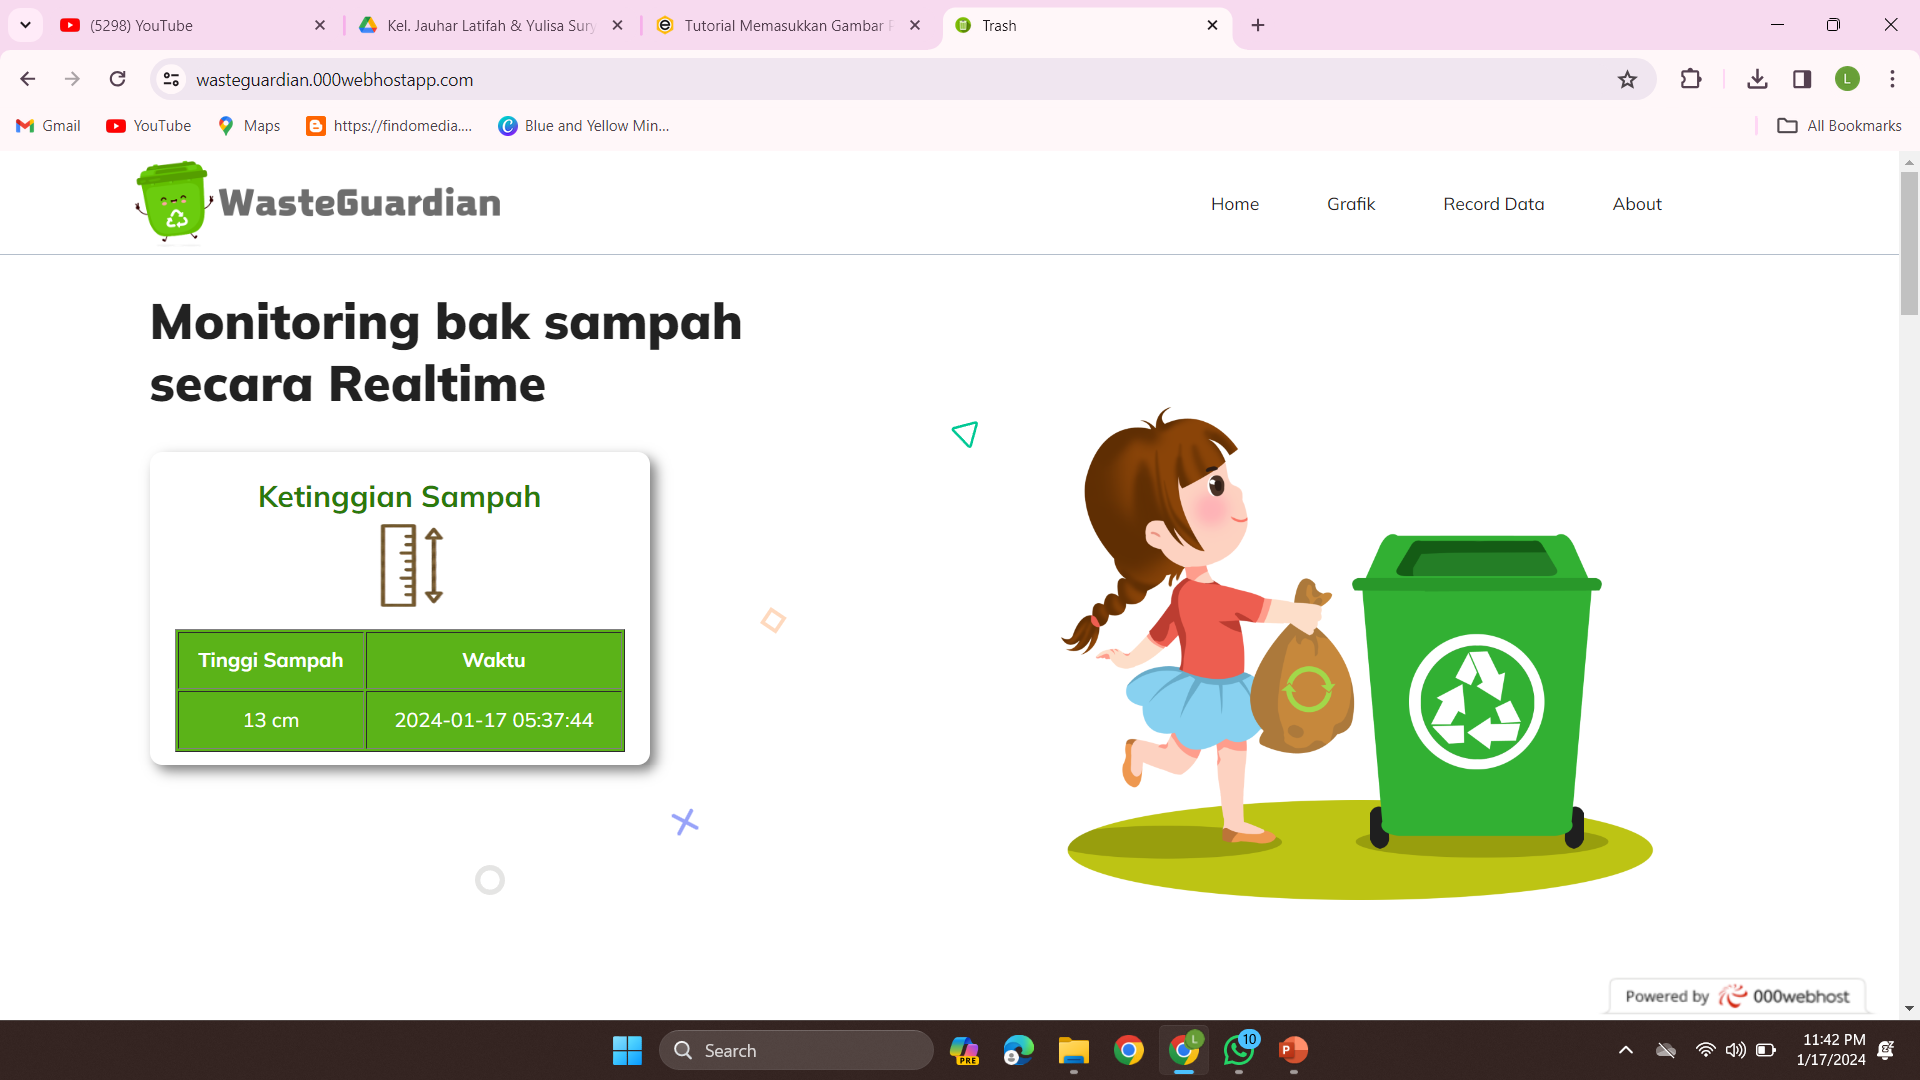 (5298) YouTube
Kel. Jauhar Latifah & Yulisa Sury
Tutorial Memasukkan Gambar P
Trash
wasteguardian.000webhostapp.com
L
Gmail
YouTube
Maps
https://findomedia....
Blue and Yellow Min...
All Bookmarks
WasteGuardian
Home
Grafik
Record Data
About
Monitoring bak sampah
secara Realtime
Ketinggian Sampah
Tinggi Sampah
Waktu
13 cm
2024-01-17 05:37:44
Powered by 000webhost
Search
PRE
L
10
P
11:42 PM
1/17/2024